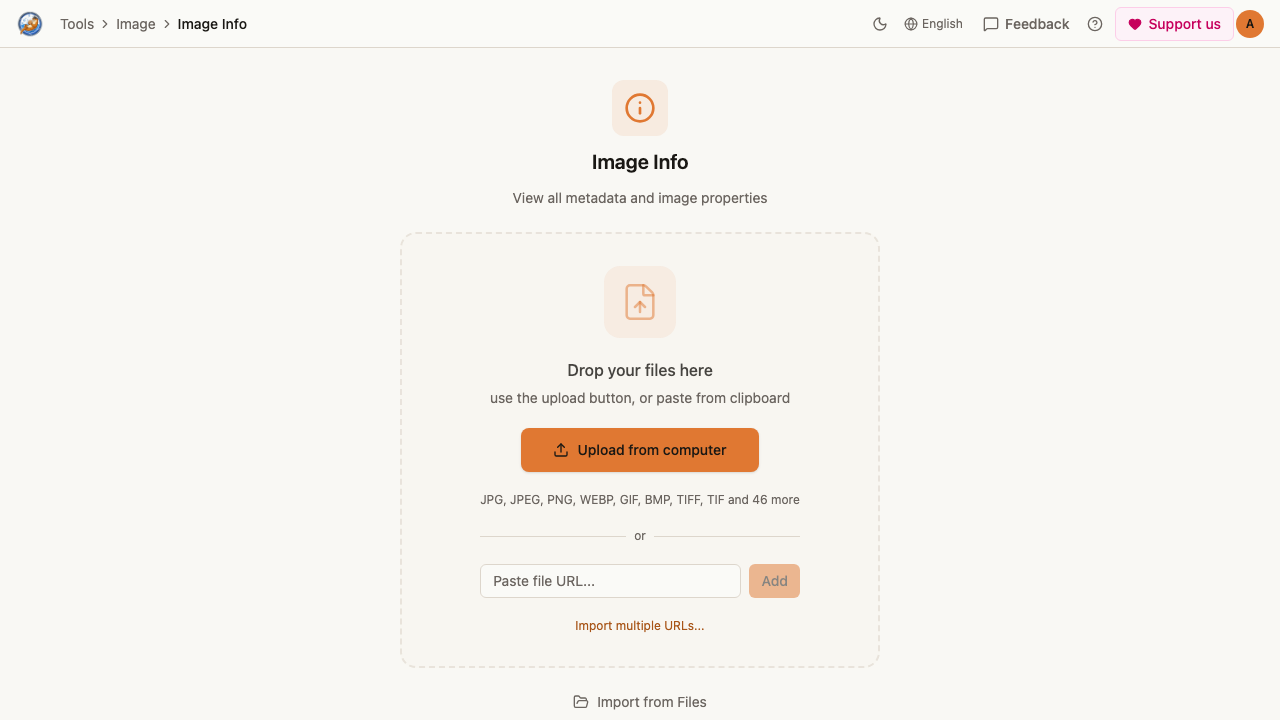 Tools > Image > Image Info
English
Feedback
Support us
A
Image Info
View all metadata and image properties
Drop your files here
use the upload button, or paste from clipboard
Upload from computer
JPG, JPEG, PNG, WEBP, GIF, BMP, TIFF, TIF and 46 more
or
Paste file URL...
Add
Import multiple URLs...
Import from Files